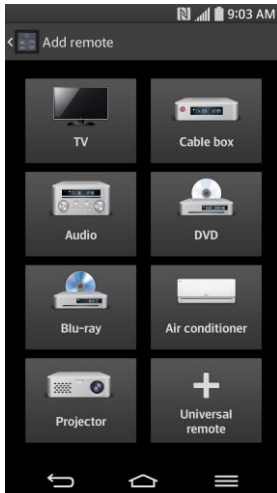 9:03 AM
Add remote
TV
Cable box
Audio
DVD
Blu-ray
Air conditioner
Projector
Universal
remote